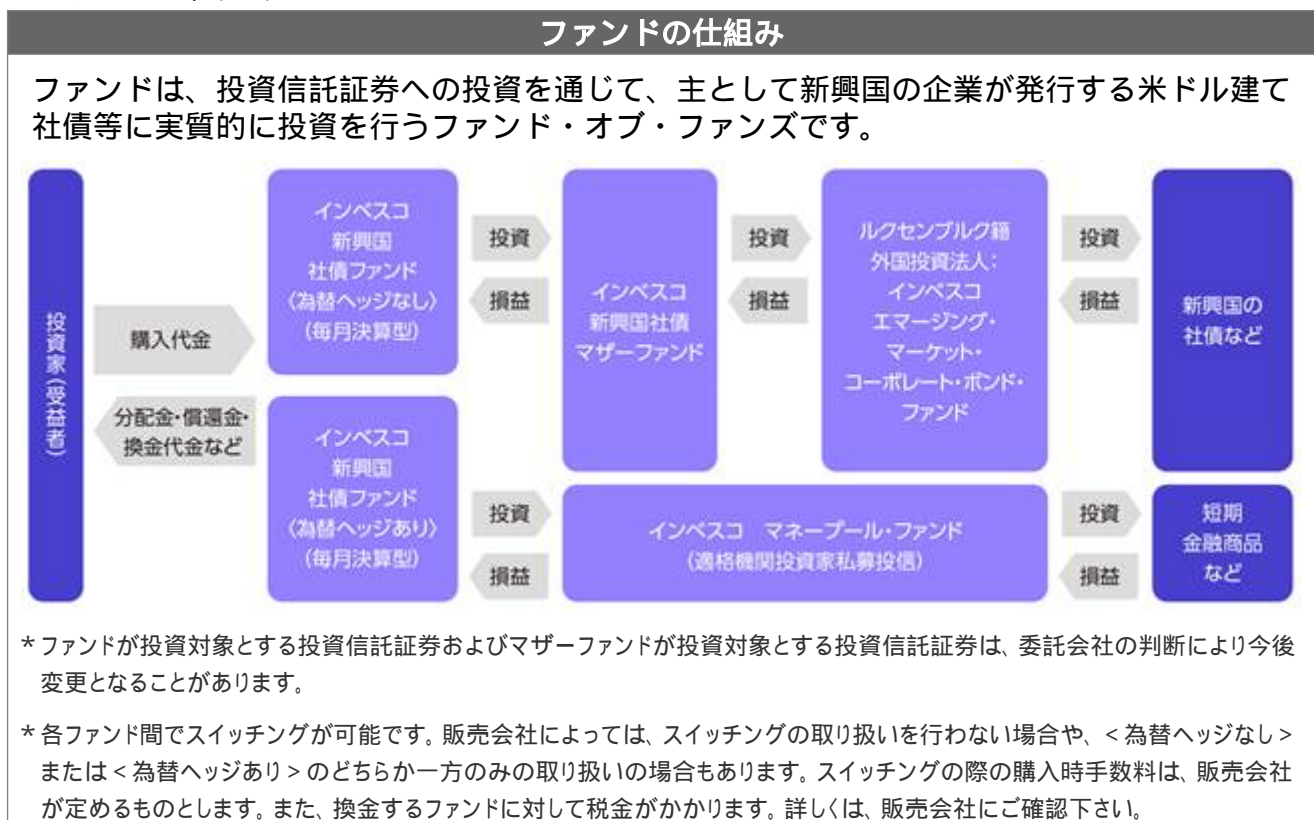 ファンドの仕組み
ファンドは、投資信託証券への投資を通じて、主として新興国の企業が発行する米ドル建て
社債等に実質的に投資を行うファンド・オブ・ファンズです。
投資家(受益者)
購入代金
分配金・償還金・
換金代金など
インベスコ
新興国
社債ファンド
〈為替ヘッジなし〉
(毎月決算型)
インベスコ
新興国
社債ファンド
〈為替ヘッジあり〉
(毎月決算型)
投資
損益
投資
損益
インベスコ
新興国社債
マザーファンド
投資
損益
ルクセンブルク籍
外国投資法人:
インベスコ
エマージング・
マーケット・
コーポレート・ボンド・
ファンド
インベスコ マネープール・ファンド
(適格機関投資家私募投信)
投資
損益
投資
損益
新興国の
社債など
短期
金融商品
など
*ファンドが投資対象とする投資信託証券およびマザーファンドが投資対象とする投資信託証券は、委託会社の判断により今後
変更となることがあります。
*各ファンド間でスイッチングが可能です。販売会社によっては、スイッチングの取り扱いを行わない場合や、<為替ヘッジなし>
または<為替ヘッジあり>のどちらか一方のみの取り扱いの場合もあります。スイッチングの際の購入時手数料は、販売会社
が定めるものとします。また、換金するファンドに対して税金がかかります。詳しくは、販売会社にご確認下さい。